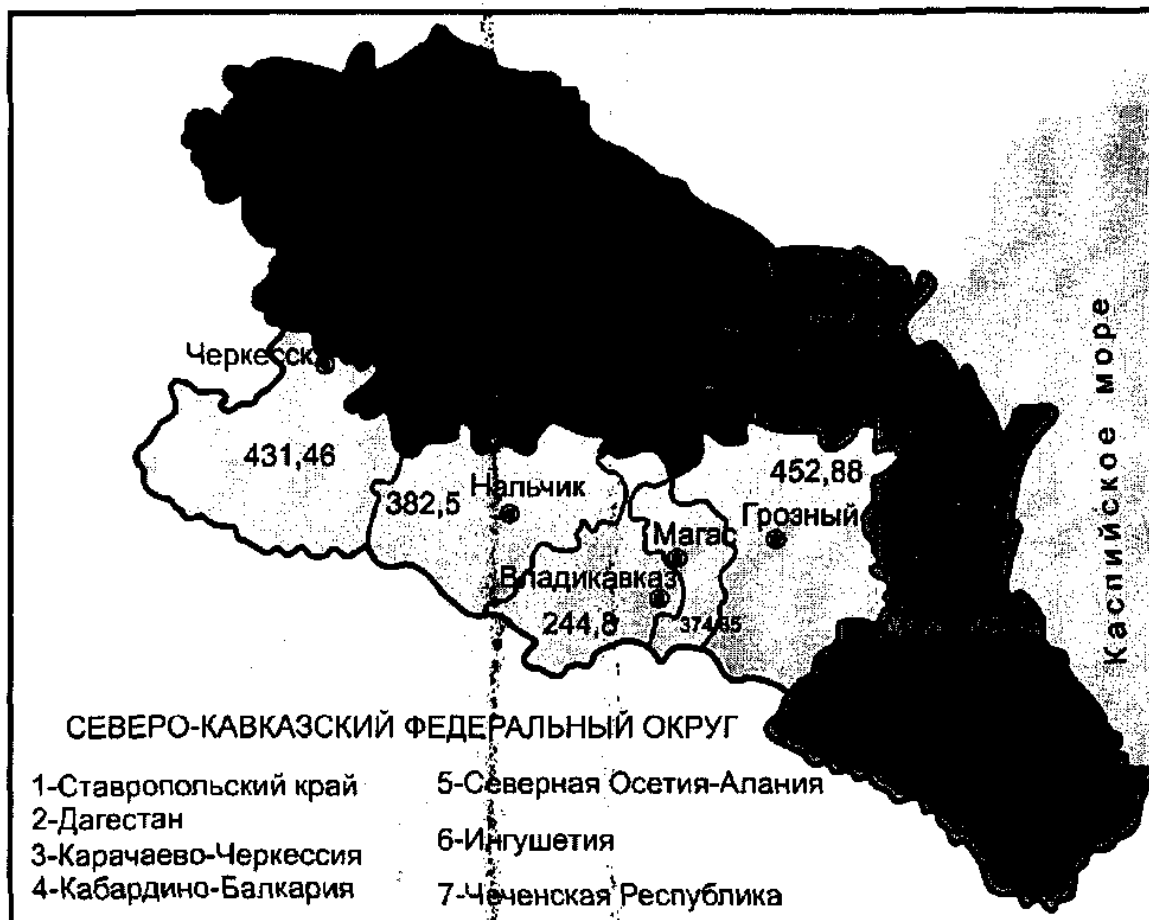 Черкесск
431,46
382,5
Нальчик
452,88
Грозный
Магас
Владикавказ
244,8
Каспийское море
СЕВЕРО-КАВКАЗСКИЙ ФЕДЕРАЛЬНЫЙ ОКРУГ
1-Ставропольский край
2-Дагестан
3-Карачаево-Черкессия
4-Кабардино-Балкария
5-Северная Осетия-Алания
6-Ингушетия
7-Чеченская Республика